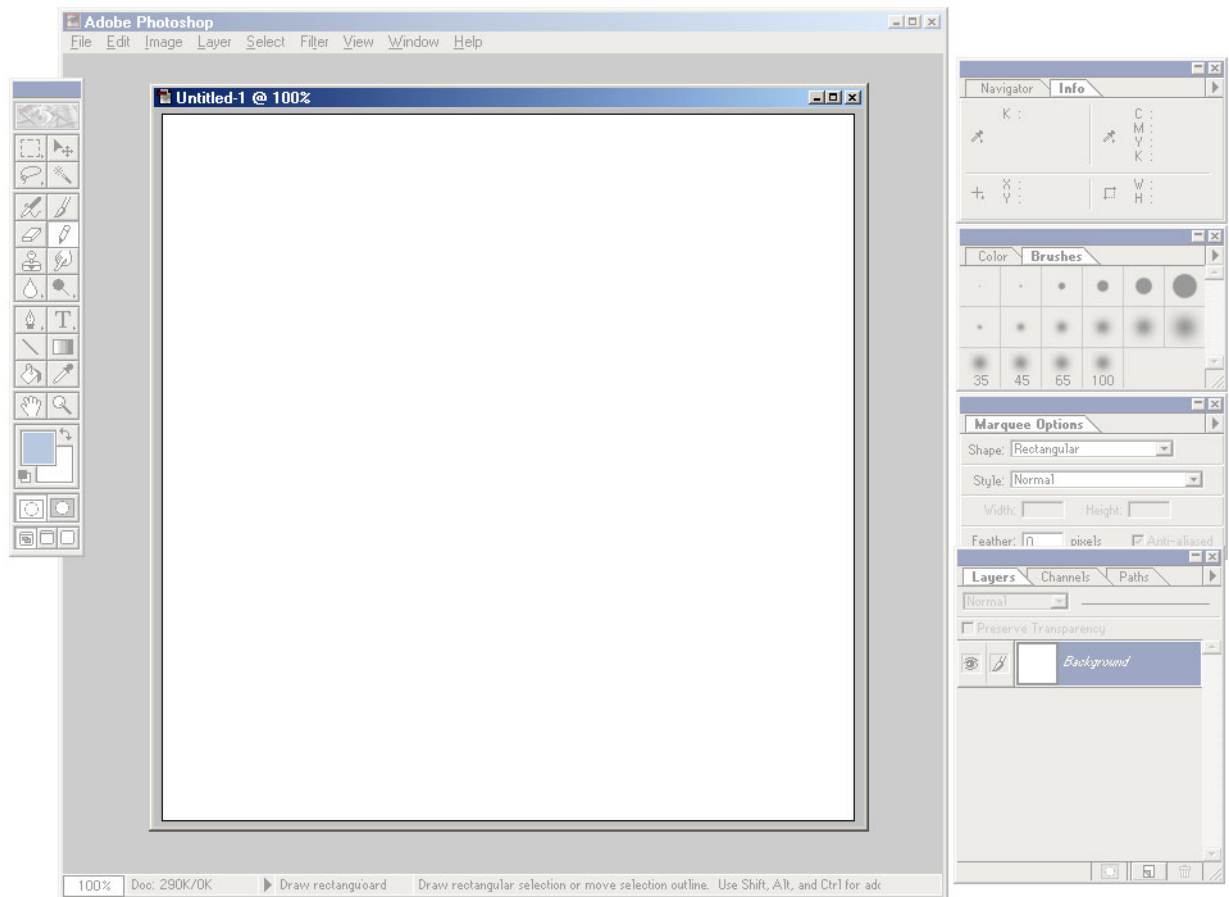 Adobe Photoshop
File Edit Image Layer Select Filter View Window Help
Untitled-1 @ 100%
T
Navigator Info
K :
C :
M :
Y :
K :
X :
Y :
W :
H :
Color Brushes
35 45 65 100
Marquee Options
Shape: Rectangular
Style: Normal
Width: Height:
Feather: 0 pixels Anti-aliased
Layers Channels Paths
Normal
Preserve Transparency
Background
100% Doc: 290K/0K Draw rectanguioard Draw rectangular selection or move selection outline. Use Shift, Alt, and Ctrl for adc